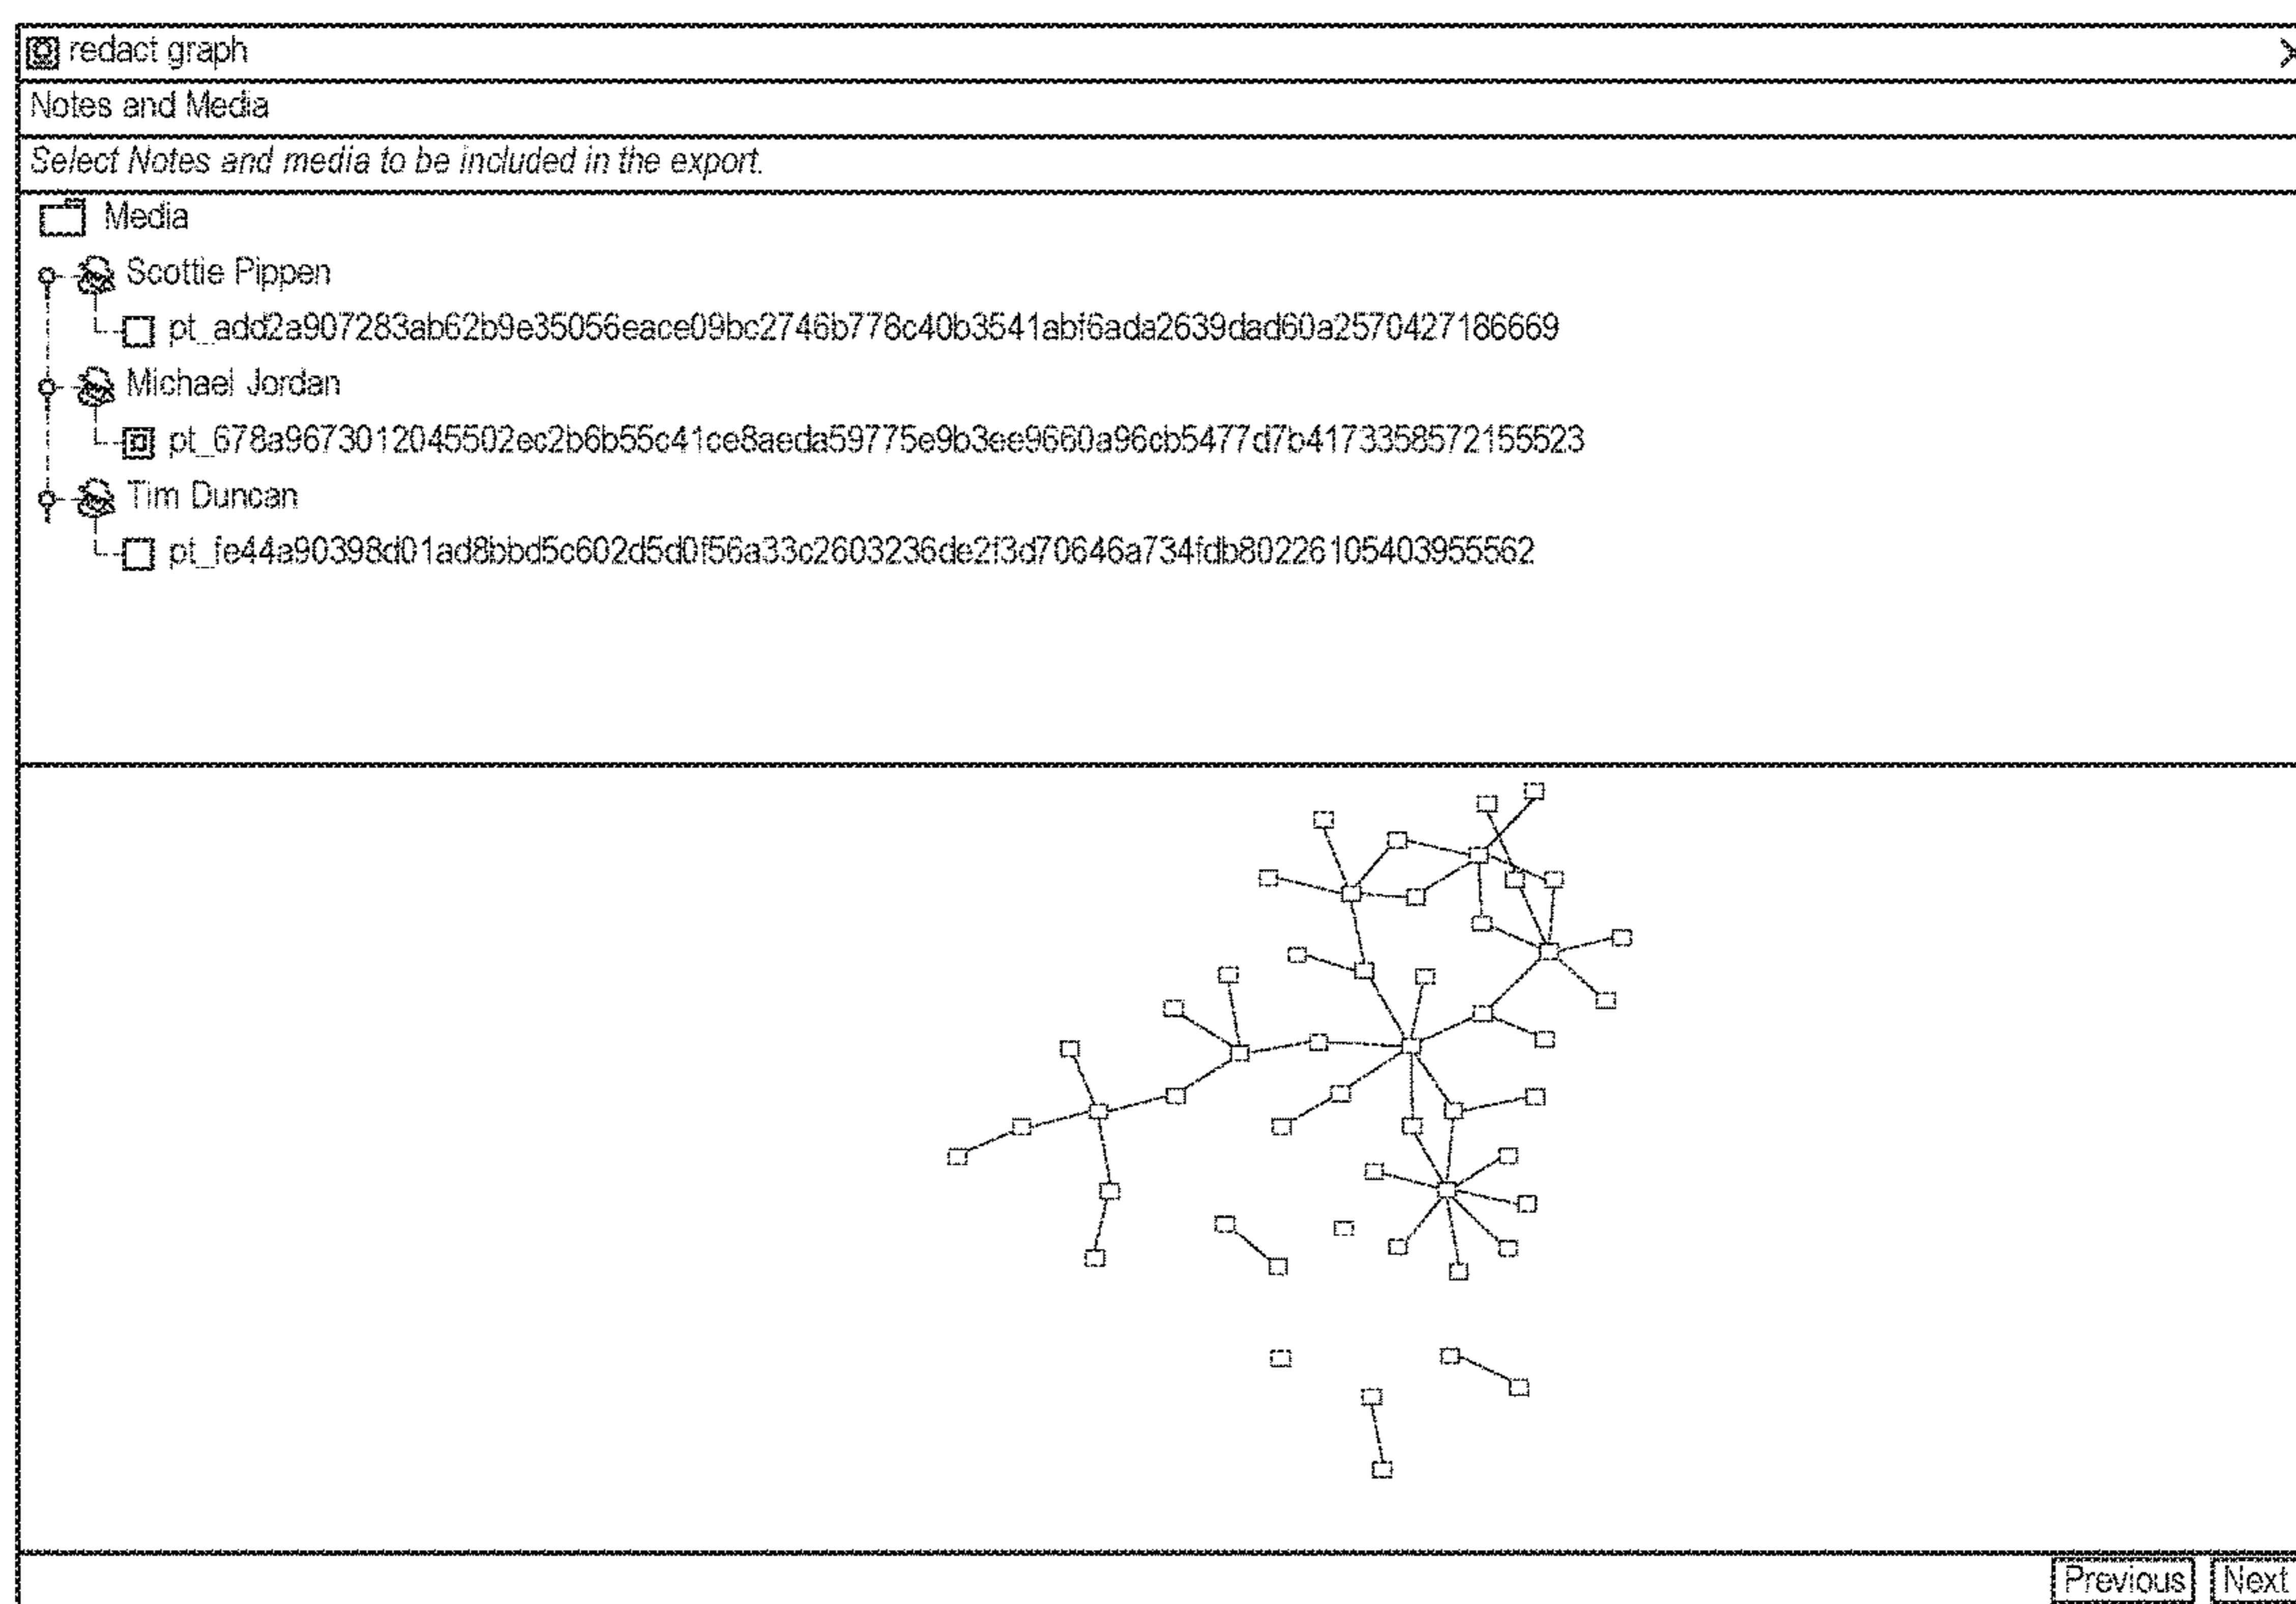 redact graph
Notes and Media
Select Notes and media to be included in the export.
Media
Scottie Pippen
pt_add2a907283ab62b9e35056eace09bc2746b778c40b3541abf6ada2639dad60a2570427186669
Michael Jordan
pt_678a9673012045502ec2b6b55c41ce8aeda59775e9b3ee9660a96cb5477d7b4173358572155523
Tim Duncan
pt_fe44a90398d01ad8bbd5c602d5d0f56a33c2603236de2f3d70646a734fdb80226105403955562
Previous Next